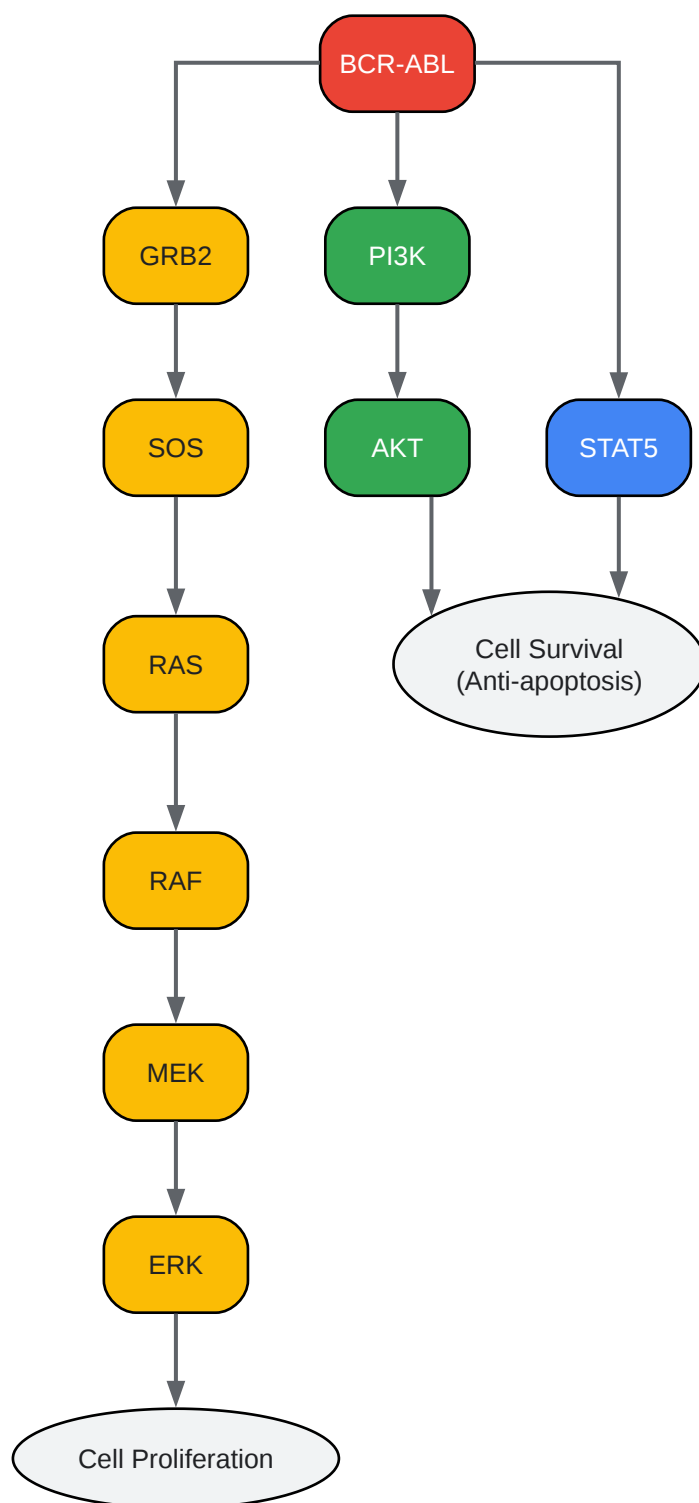 BCR-ABL
GRB2
PI3K
SOS
AKT
STAT5
RAS
Cell Survival
(Anti-apoptosis)
RAF
MEK
ERK
Cell Proliferation